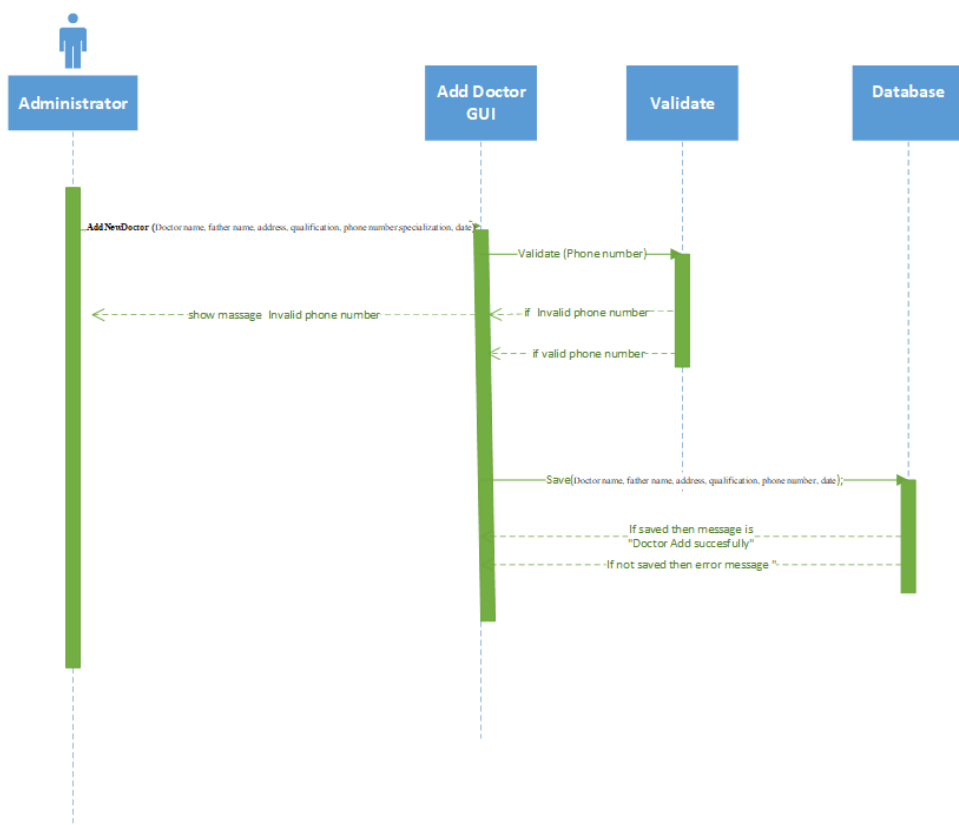 Administrator
Add Doctor
GUI
Validate
Database
AddNewDoctor (Doctor name, father name, address, qualification, phone number,specialization, date)
Validate (Phone number)
show massage Invalid phone number
if Invalid phone number
if valid phone number
Save(Doctor name, father name, address, qualification, phone number, date);
If saved then message is
"Doctor Add succesfully"
If not saved then error message "